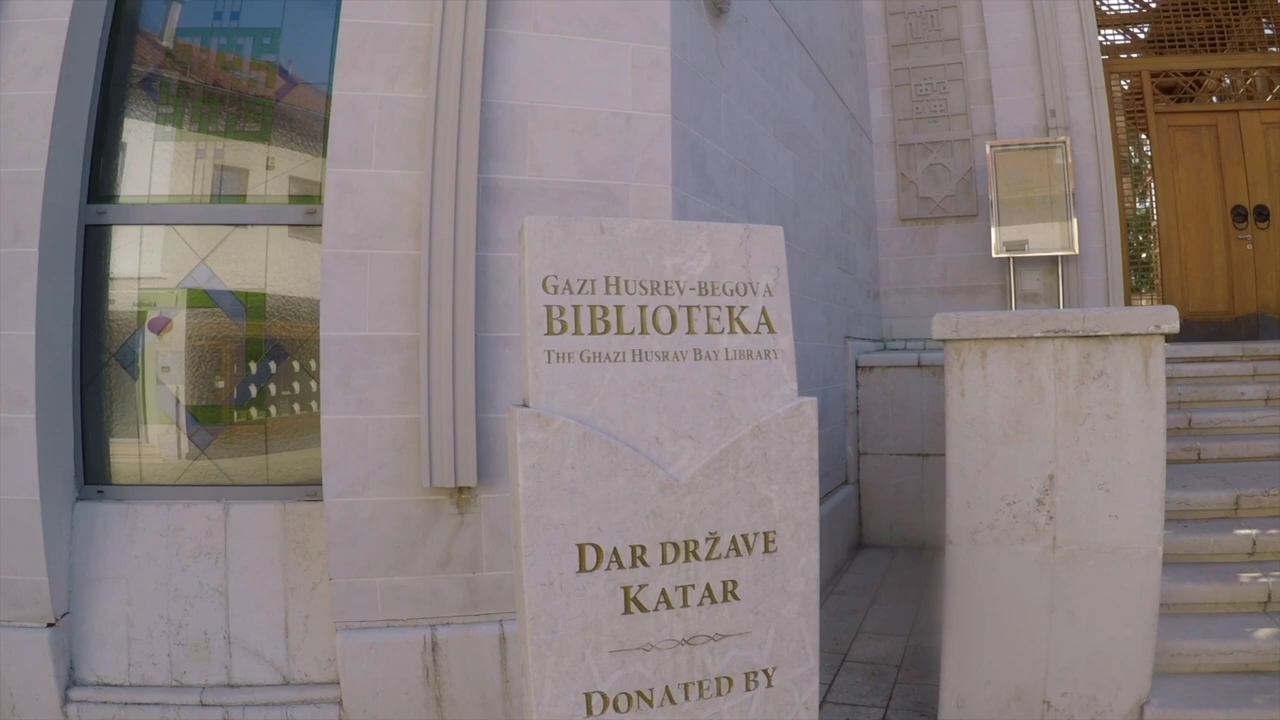 GAZI HUSREV-BEGOVA
BIBLIOTEKA
THE GHAZI HUSRAV BAY LIBRARY
DAR DRŽAVE
KATAR
DONATED BY